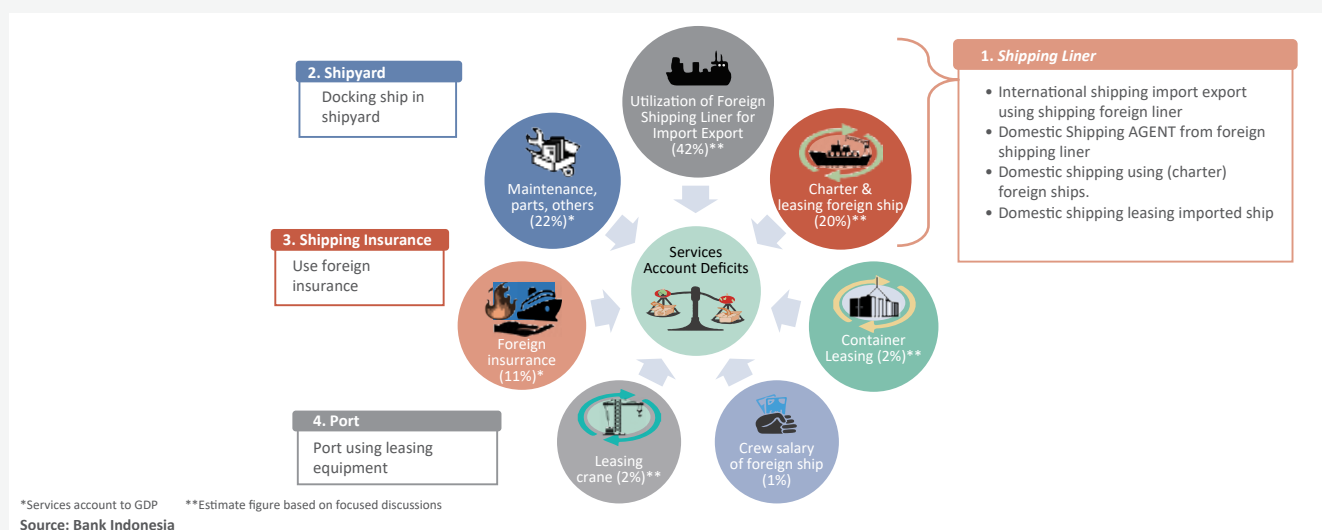 2. Shipyard
Docking ship in
shipyard
3. Shipping Insurance
Use foreign
insurance
4. Port
Port using leasing
equipment
Utilization of Foreign
Shipping Liner for
Import Export
(42%)**
Maintenance,
parts, others
(22%)*
Charter &
leasing foreign ship
(20%)**
Services
Account Deficits
Foreign
insurrance
(11%)*
Container
Leasing (2%)**
Leasing
crane (2%)**
Crew salary
of foreign ship
(1%)
1. Shipping Liner
• International shipping import export
using shipping foreign liner
• Domestic Shipping AGENT from foreign
shipping liner
• Domestic shipping using (charter)
foreign ships.
• Domestic shipping leasing imported ship
*Services account to GDP **Estimate figure based on focused discussions
Source: Bank Indonesia